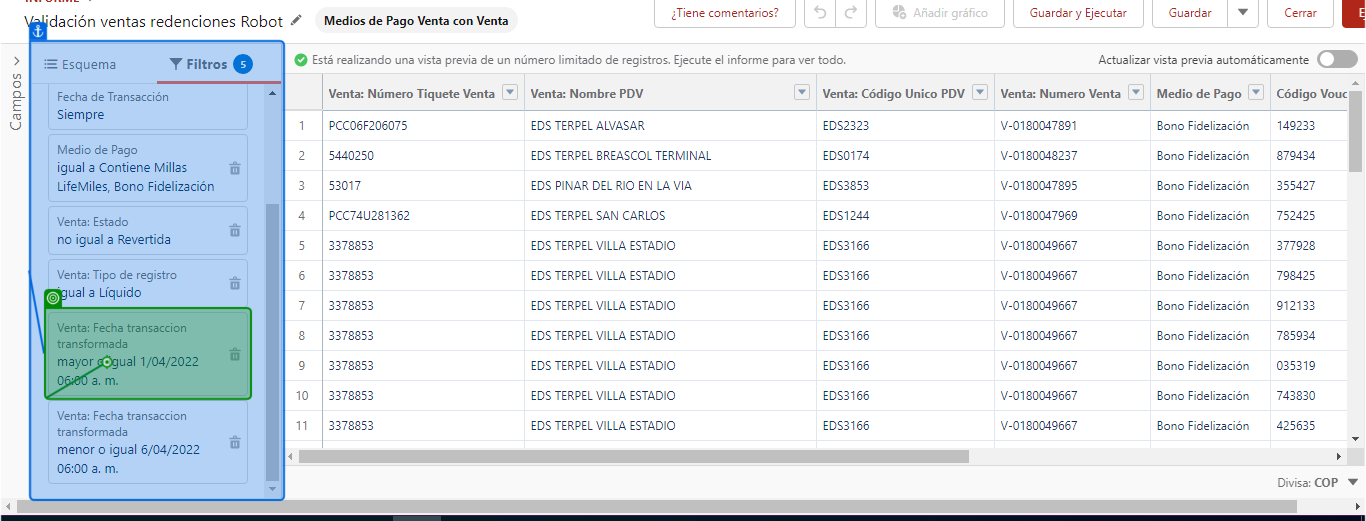 INFORME
Validación ventas redenciones Robot
Medios de Pago Venta con Venta
¿Tiene comentarios?
Añadir gráfico
Guardar y Ejecutar
Guardar
Cerrar
Campos
Esquema
Filtros
5
Está realizando una vista previa de un número limitado de registros. Ejecute el informe para ver todo.
Actualizar vista previa automáticamente
Fecha de Transacción
Siempre
Medio de Pago
igual a Contiene Millas
LifeMiles, Bono Fidelización
Venta: Estado
no igual a Revertida
Venta: Tipo de registro
igual a Líquido
Venta: Fecha transaccion
transformada
mayor o igual 1/04/2022
06:00 a. m.
Venta: Fecha transaccion
transformada
menor o igual 6/04/2022
06:00 a. m.
Venta: Número Tiquete Venta Venta: Nombre PDV Venta: Código Unico PDV Venta: Numero Venta Medio de Pago Código Vouc
1 PCC06F206075 EDS TERPEL ALVASAR EDS2323 V-0180047891 Bono Fidelización 149233
2 5440250 EDS TERPEL BREASCOL TERMINAL EDS0174 V-0180048237 Bono Fidelización 879434
3 53017 EDS PINAR DEL RIO EN LA VIA EDS3853 V-0180047895 Bono Fidelización 355427
4 PCC74U281362 EDS TERPEL SAN CARLOS EDS1244 V-0180047969 Bono Fidelización 752425
5 3378853 EDS TERPEL VILLA ESTADIO EDS3166 V-0180049667 Bono Fidelización 377928
6 3378853 EDS TERPEL VILLA ESTADIO EDS3166 V-0180049667 Bono Fidelización 798425
7 3378853 EDS TERPEL VILLA ESTADIO EDS3166 V-0180049667 Bono Fidelización 912133
8 3378853 EDS TERPEL VILLA ESTADIO EDS3166 V-0180049667 Bono Fidelización 785934
9 3378853 EDS TERPEL VILLA ESTADIO EDS3166 V-0180049667 Bono Fidelización 035319
10 3378853 EDS TERPEL VILLA ESTADIO EDS3166 V-0180049667 Bono Fidelización 743830
11 3378853 EDS TERPEL VILLA ESTADIO EDS3166 V-0180049667 Bono Fidelización 425635
Divisa: COP